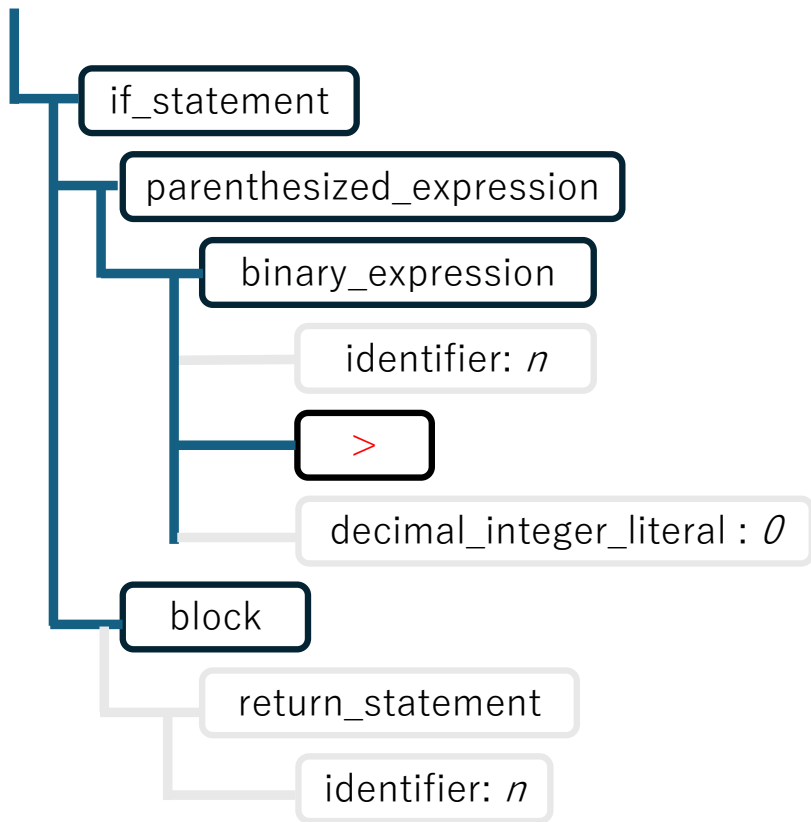 if_statement
parenthesized_expression
binary_expression
identifier: n
>
decimal_integer_literal : 0
block
return_statement
identifier: n